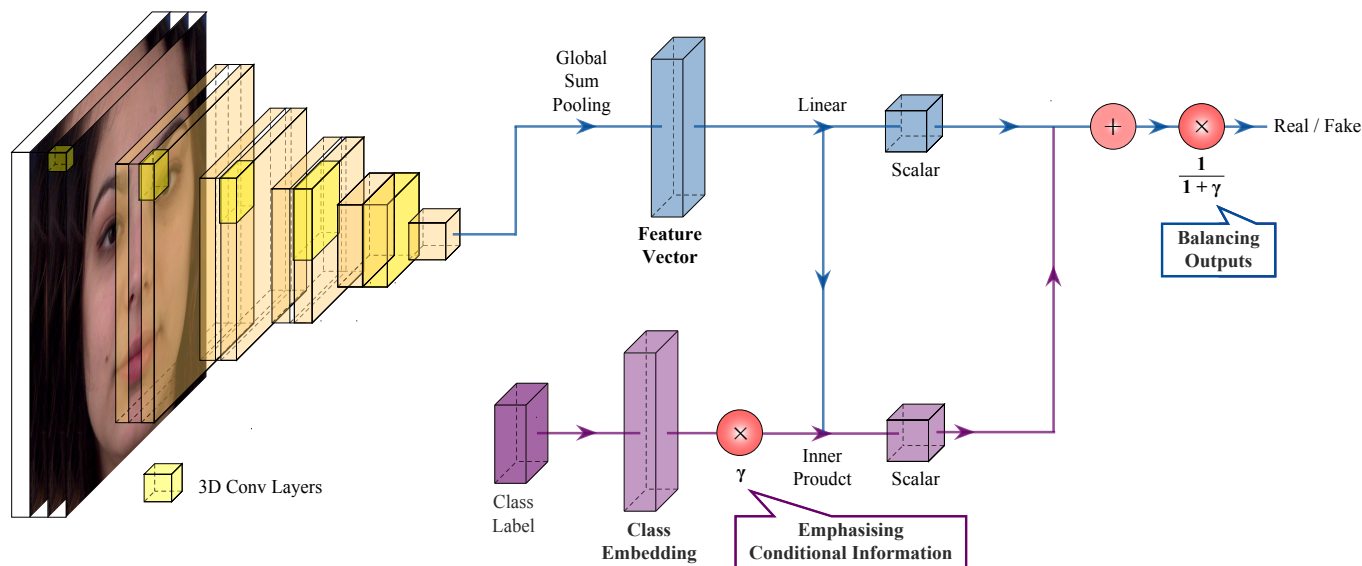 Global
Sum
Pooling
Linear
Scalar
+
×
Real / Fake
1
1 + γ
Feature
Vector
Balancing
Outputs
×
γ
Inner
Proudct
Scalar
3D Conv Layers
Class
Label
Class
Embedding
Emphasising
Conditional Information